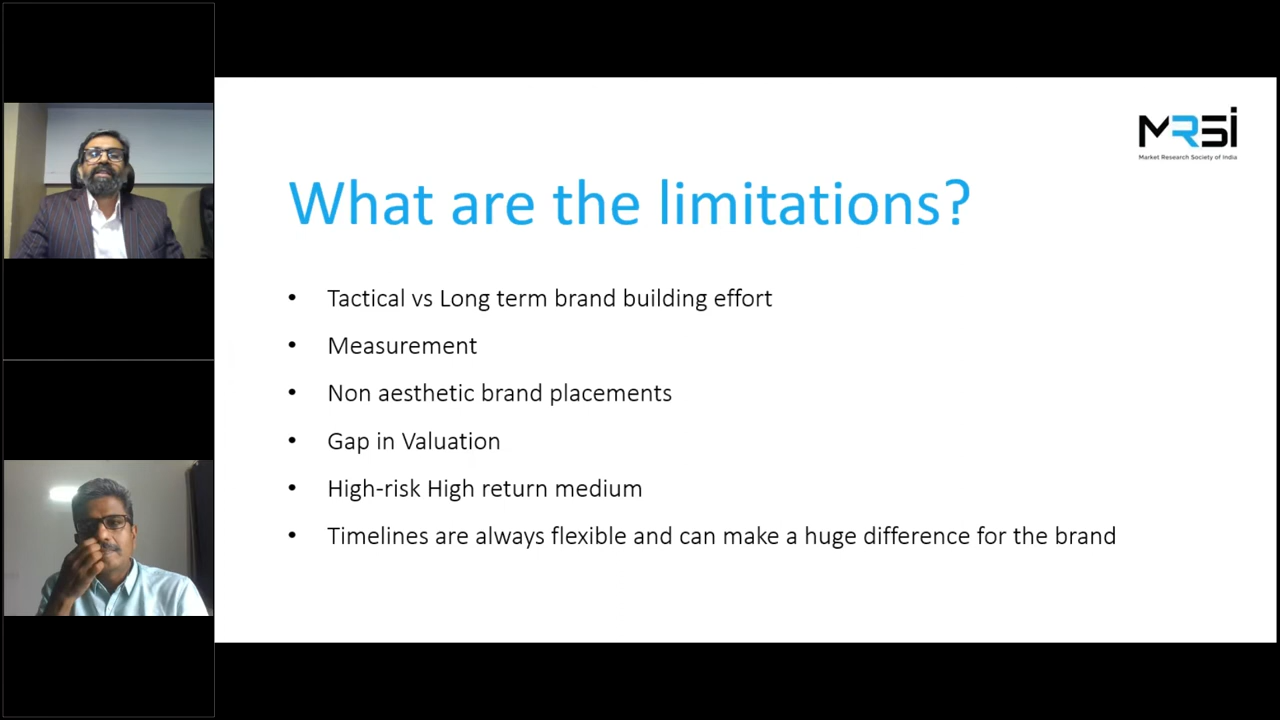 MRSI
Market Research Society of India
What are the limitations?
• Tactical vs Long term brand building effort
• Measurement
• Non aesthetic brand placements
• Gap in Valuation
• High-risk High return medium
• Timelines are always flexible and can make a huge difference for the brand